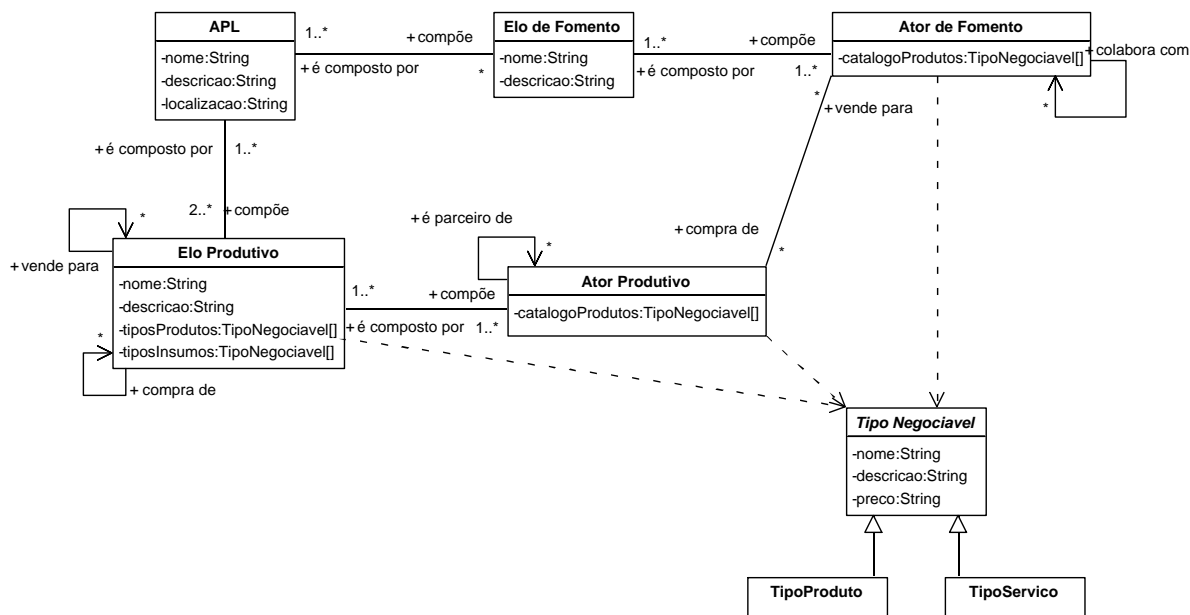 APL
-nome:String
-descricao:String
-localizacao:String
1..*
+compõe
+é composto por
*
Elo de Fomento
-nome:String
-descricao:String
1..*
+compõe
+é composto por
1..*
Ator de Fomento
-catalogoProdutos:TipoNegociavel[]
+colabora com
*
*
+vende para
+é composto por
1..*
2..*
+compõe
*
+vende para
Elo Produtivo
-nome:String
-descricao:String
-tiposProdutos:TipoNegociavel[]
-tiposInsumos:TipoNegociavel[]
*
+compra de
1..*
+compõe
+é composto por
1..*
+é parceiro de
*
+compra de
*
Ator Produtivo
-catalogoProdutos:TipoNegociavel[]
Tipo Negociavel
-nome:String
-descricao:String
-preco:String
TipoProduto
TipoServico